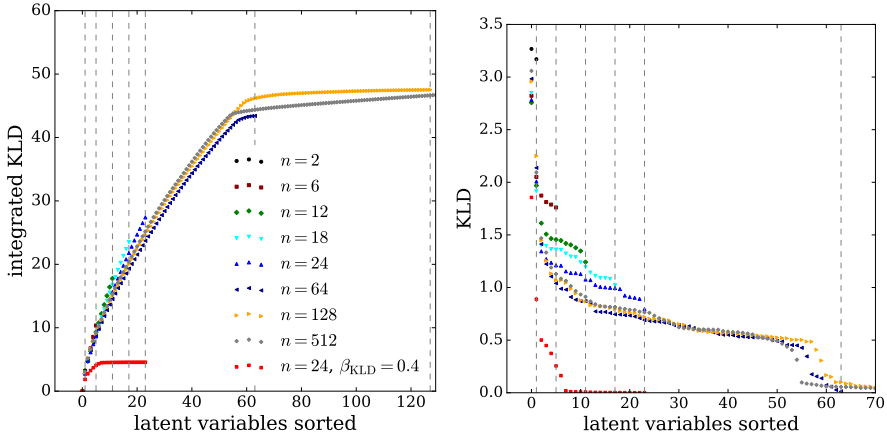 60
50
40
30
20
10
0
integrated KLD
n = 2
n = 6
n = 12
n = 18
n = 24
n = 64
n = 128
n = 512
n = 24, β_KLD = 0.4
0 20 40 60 80 100 120
latent variables sorted
3.5
3.0
2.5
2.0
1.5
1.0
0.5
0.0
KLD
0 10 20 30 40 50 60 70
latent variables sorted